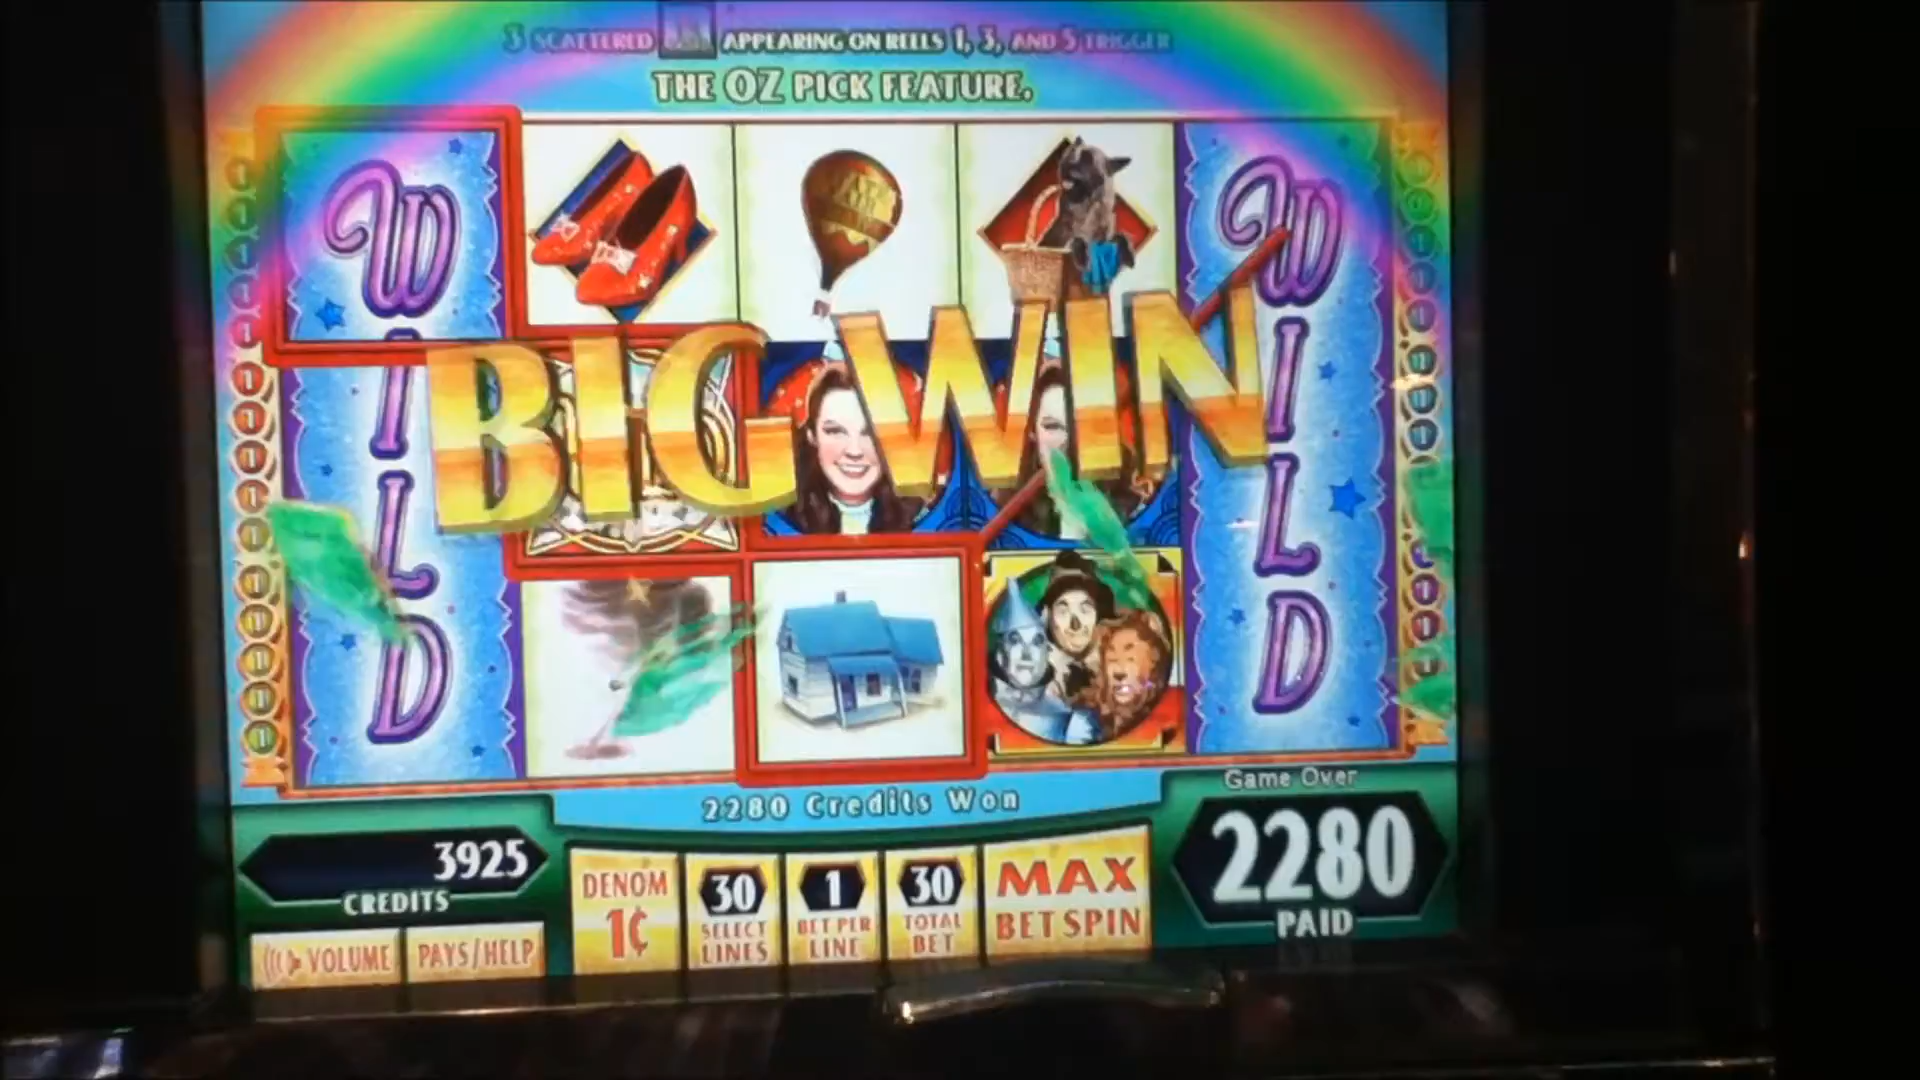 3 SCATTERED APPEARING ON REELS 1, 3, AND 5 TRIGGER
THE OZ PICK FEATURE.
WILD
WILD
BIG WIN
2280 Credits Won
Game Over
3925
CREDITS
VOLUME
PAYS/HELP
DENOM
1¢
30
SELECT
LINES
1
BET PER
LINE
30
TOTAL
BET
MAX
BET SPIN
2280
PAID